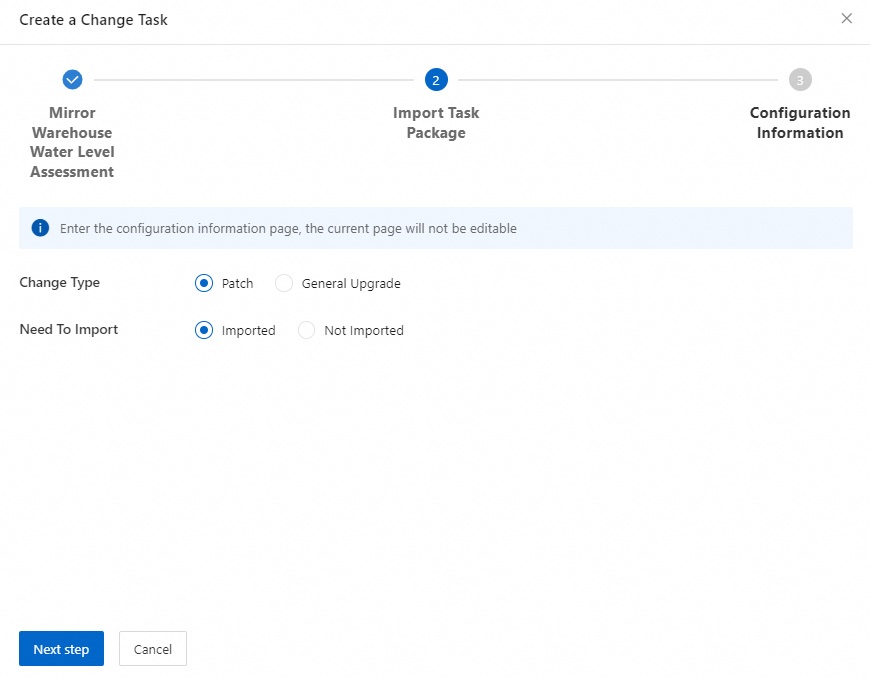 Create a Change Task
2
3
Mirror
Warehouse
Water Level
Assessment
Import Task
Package
Configuration
Information
Enter the configuration information page, the current page will not be editable
Change Type
Patch
General Upgrade
Need To Import
Imported
Not Imported
Next step
Cancel